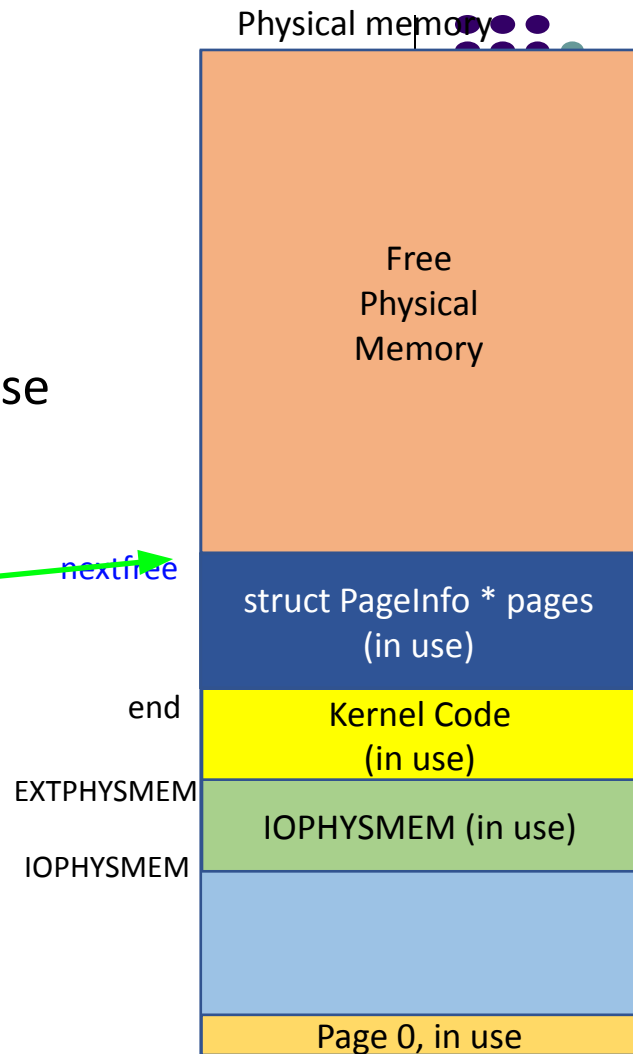 Physical memory
Free
Physical
Memory
se
nextfree
struct PageInfo * pages
(in use)
end
Kernel Code
(in use)
EXTPHYSMEM
IOPHYSMEM (in use)
IOPHYSMEM
Page 0, in use